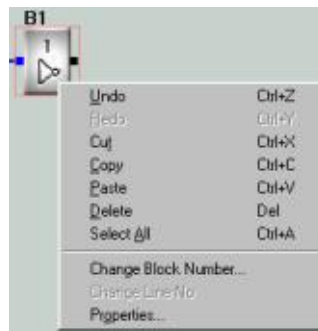 B1
1
Undo Ctrl+Z
Redo Ctrl+Y
Cut Ctrl+X
Copy Ctrl+C
Paste Ctrl+V
Delete Del
Select All Ctrl+A
Change Block Number...
Change Line No
Properties...